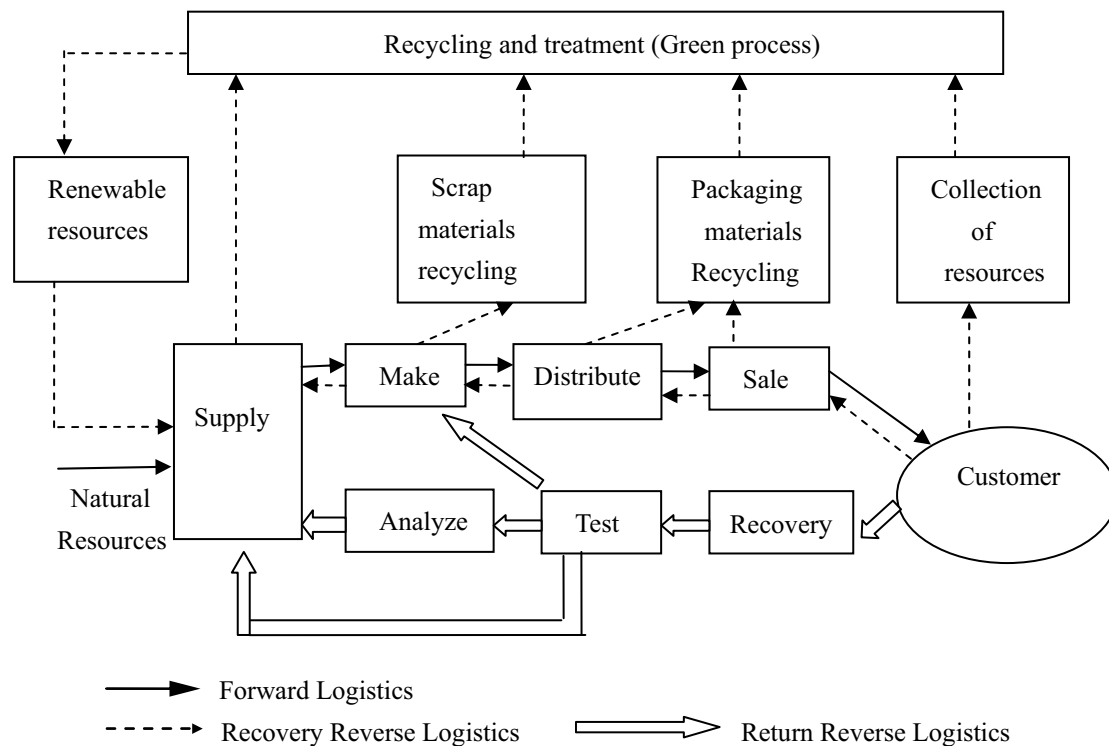 Recycling and treatment (Green process)
Renewable
resources
Scrap
materials
recycling
Packaging
materials
Recycling
Collection
of
resources
Supply
Make
Distribute
Sale
Customer
Natural
Resources
Analyze
Test
Recovery
Forward Logistics
Recovery Reverse Logistics
Return Reverse Logistics